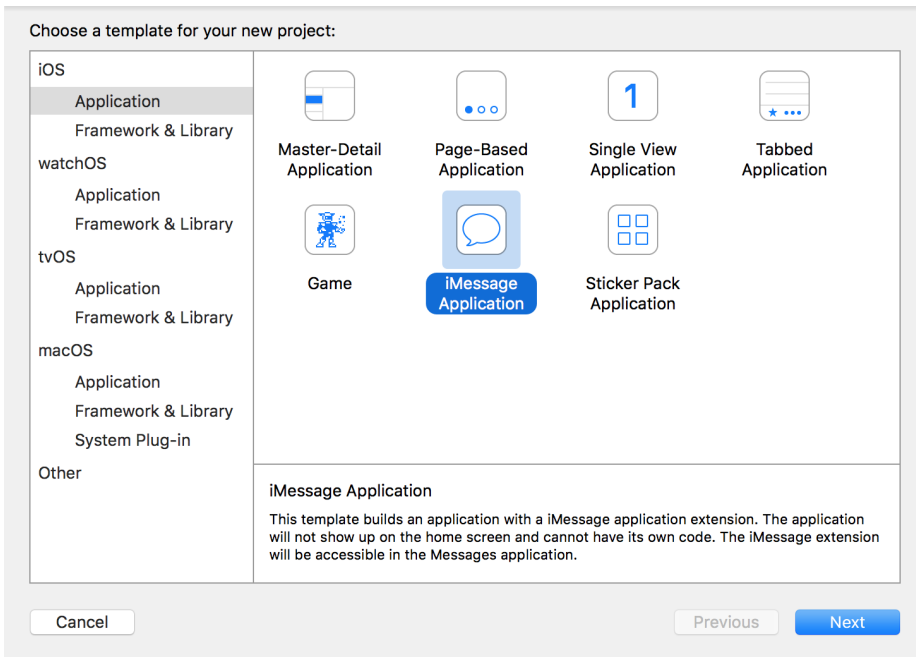 Choose a template for your new project:
iOS
Application
Framework & Library
watchOS
Application
Framework & Library
tvOS
Application
Framework & Library
macOS
Application
Framework & Library
System Plug-in
Other
Master-Detail
Application
Page-Based
Application
1
Single View
Application
Tabbed
Application
Game
iMessage
Application
Sticker Pack
Application
iMessage Application
This template builds an application with a iMessage application extension. The application
will not show up on the home screen and cannot have its own code. The iMessage extension
will be accessible in the Messages application.
Cancel
Previous
Next